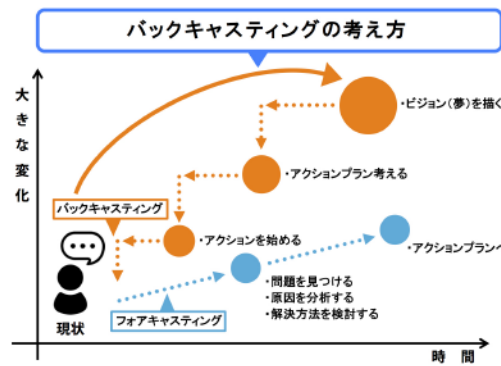 バックキャスティングの考え方
大きな変化
・ビジョン(夢)を描く
・アクションプラン考える
バックキャスティング
・アクションを始める
・アクションプランへ
・問題を見つける
・原因を分析する
・解決方法を検討する
現状
フォアキャスティング
時間